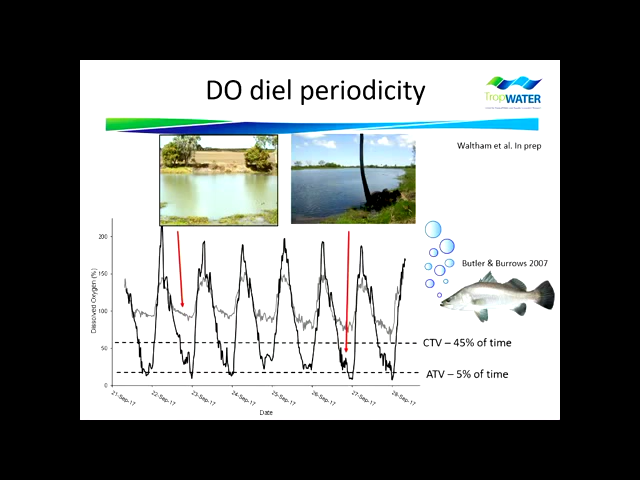 DO diel periodicity
TropWATER
Waltham et al. In prep
Butler & Burrows 2007
Dissolved Oxygen (%)
200
150
100
50
0
CTV – 45% of time
ATV – 5% of time
21-Sep-17
22-Sep-17
23-Sep-17
24-Sep-17
25-Sep-17
26-Sep-17
27-Sep-17
28-Sep-17
Date